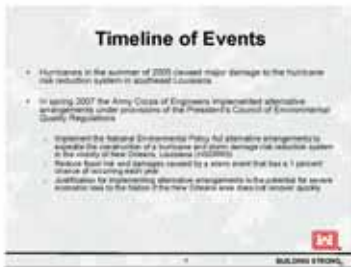 Timeline of Events
• Hurricanes in the summer of 2005 caused major damage to the hurricane
risk reduction system in southeast Louisiana
• In spring 2007 the Army Corps of Engineers implemented alternative
arrangements under provisions of the President's Council of Environmental
Quality Regulations
Implement the National Environmental Policy Act alternative arrangements to
expedite the construction of a hurricane and storm damage risk reduction system
in the vicinity of New Orleans, Louisiana (HSDRRS)
Reduce flood risk and damages caused by a storm event that has a 1 percent
chance of occurring each year
Justification for implementing alternative arrangements is the potential for severe
economic loss to the Nation if the New Orleans area does not recover quickly
BUILDING STRONG